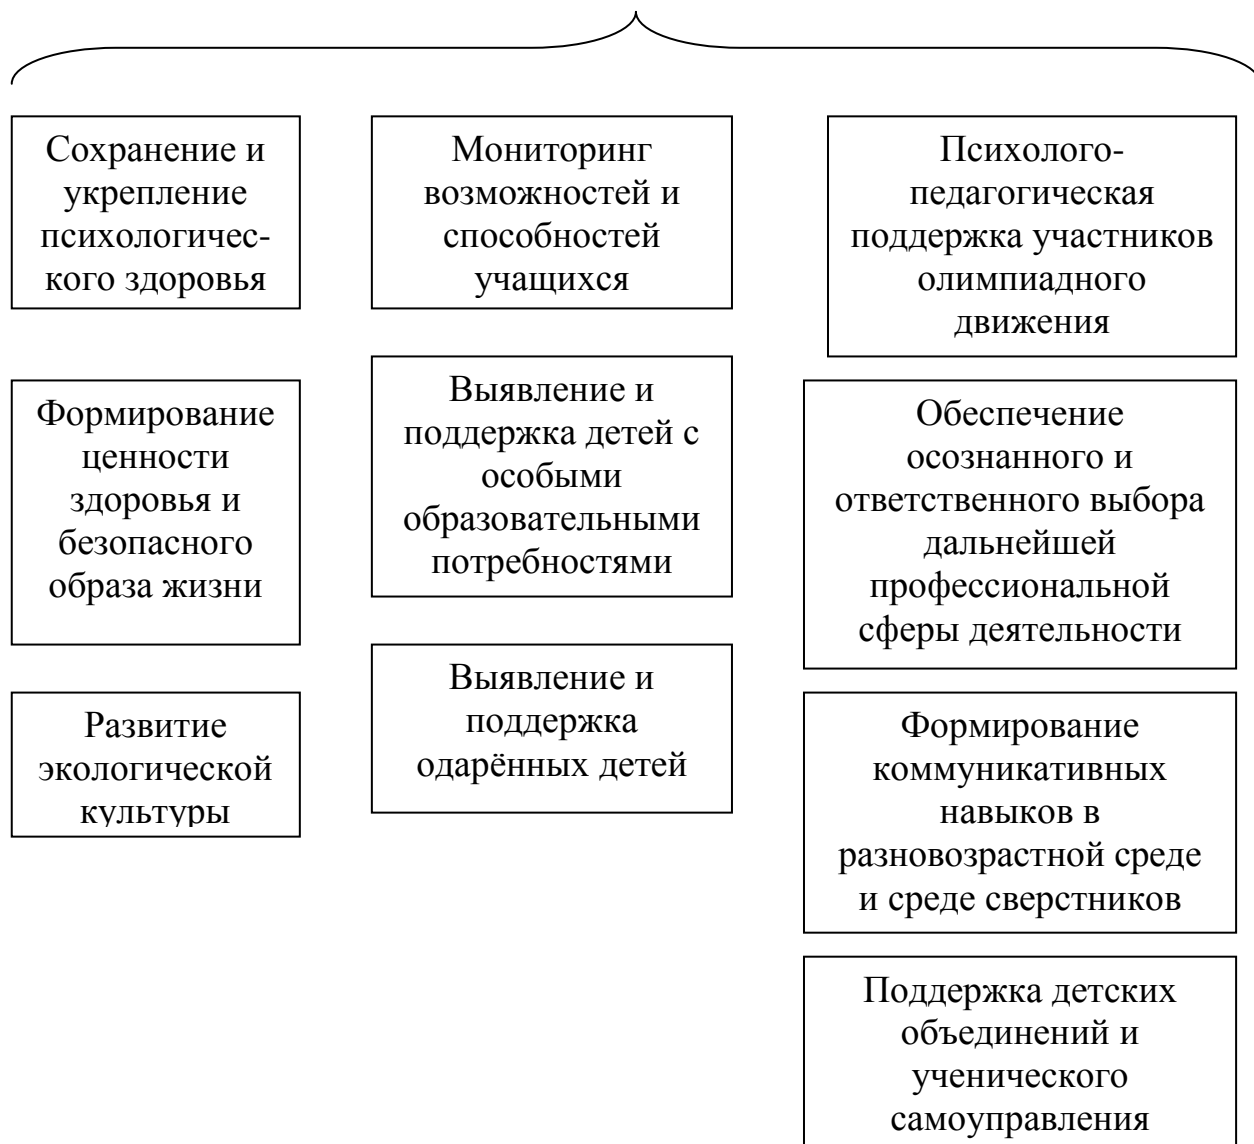 Сохранение и
укрепление
психологичес-
кого здоровья
Формирование
ценности
здоровья и
безопасного
образа жизни
Развитие
экологической
культуры
Мониторинг
возможностей и
способностей
учащихся
Выявление и
поддержка детей с
особыми
образовательными
потребностями
Выявление и
поддержка
одарённых детей
Психолого-
педагогическая
поддержка участников
олимпиадного
движения
Обеспечение
осознанного и
ответственного выбора
дальнейшей
профессиональной
сферы деятельности
Формирование
коммуникативных
навыков в
разновозрастной среде
и среде сверстников
Поддержка детских
объединений и
ученического
самоуправления